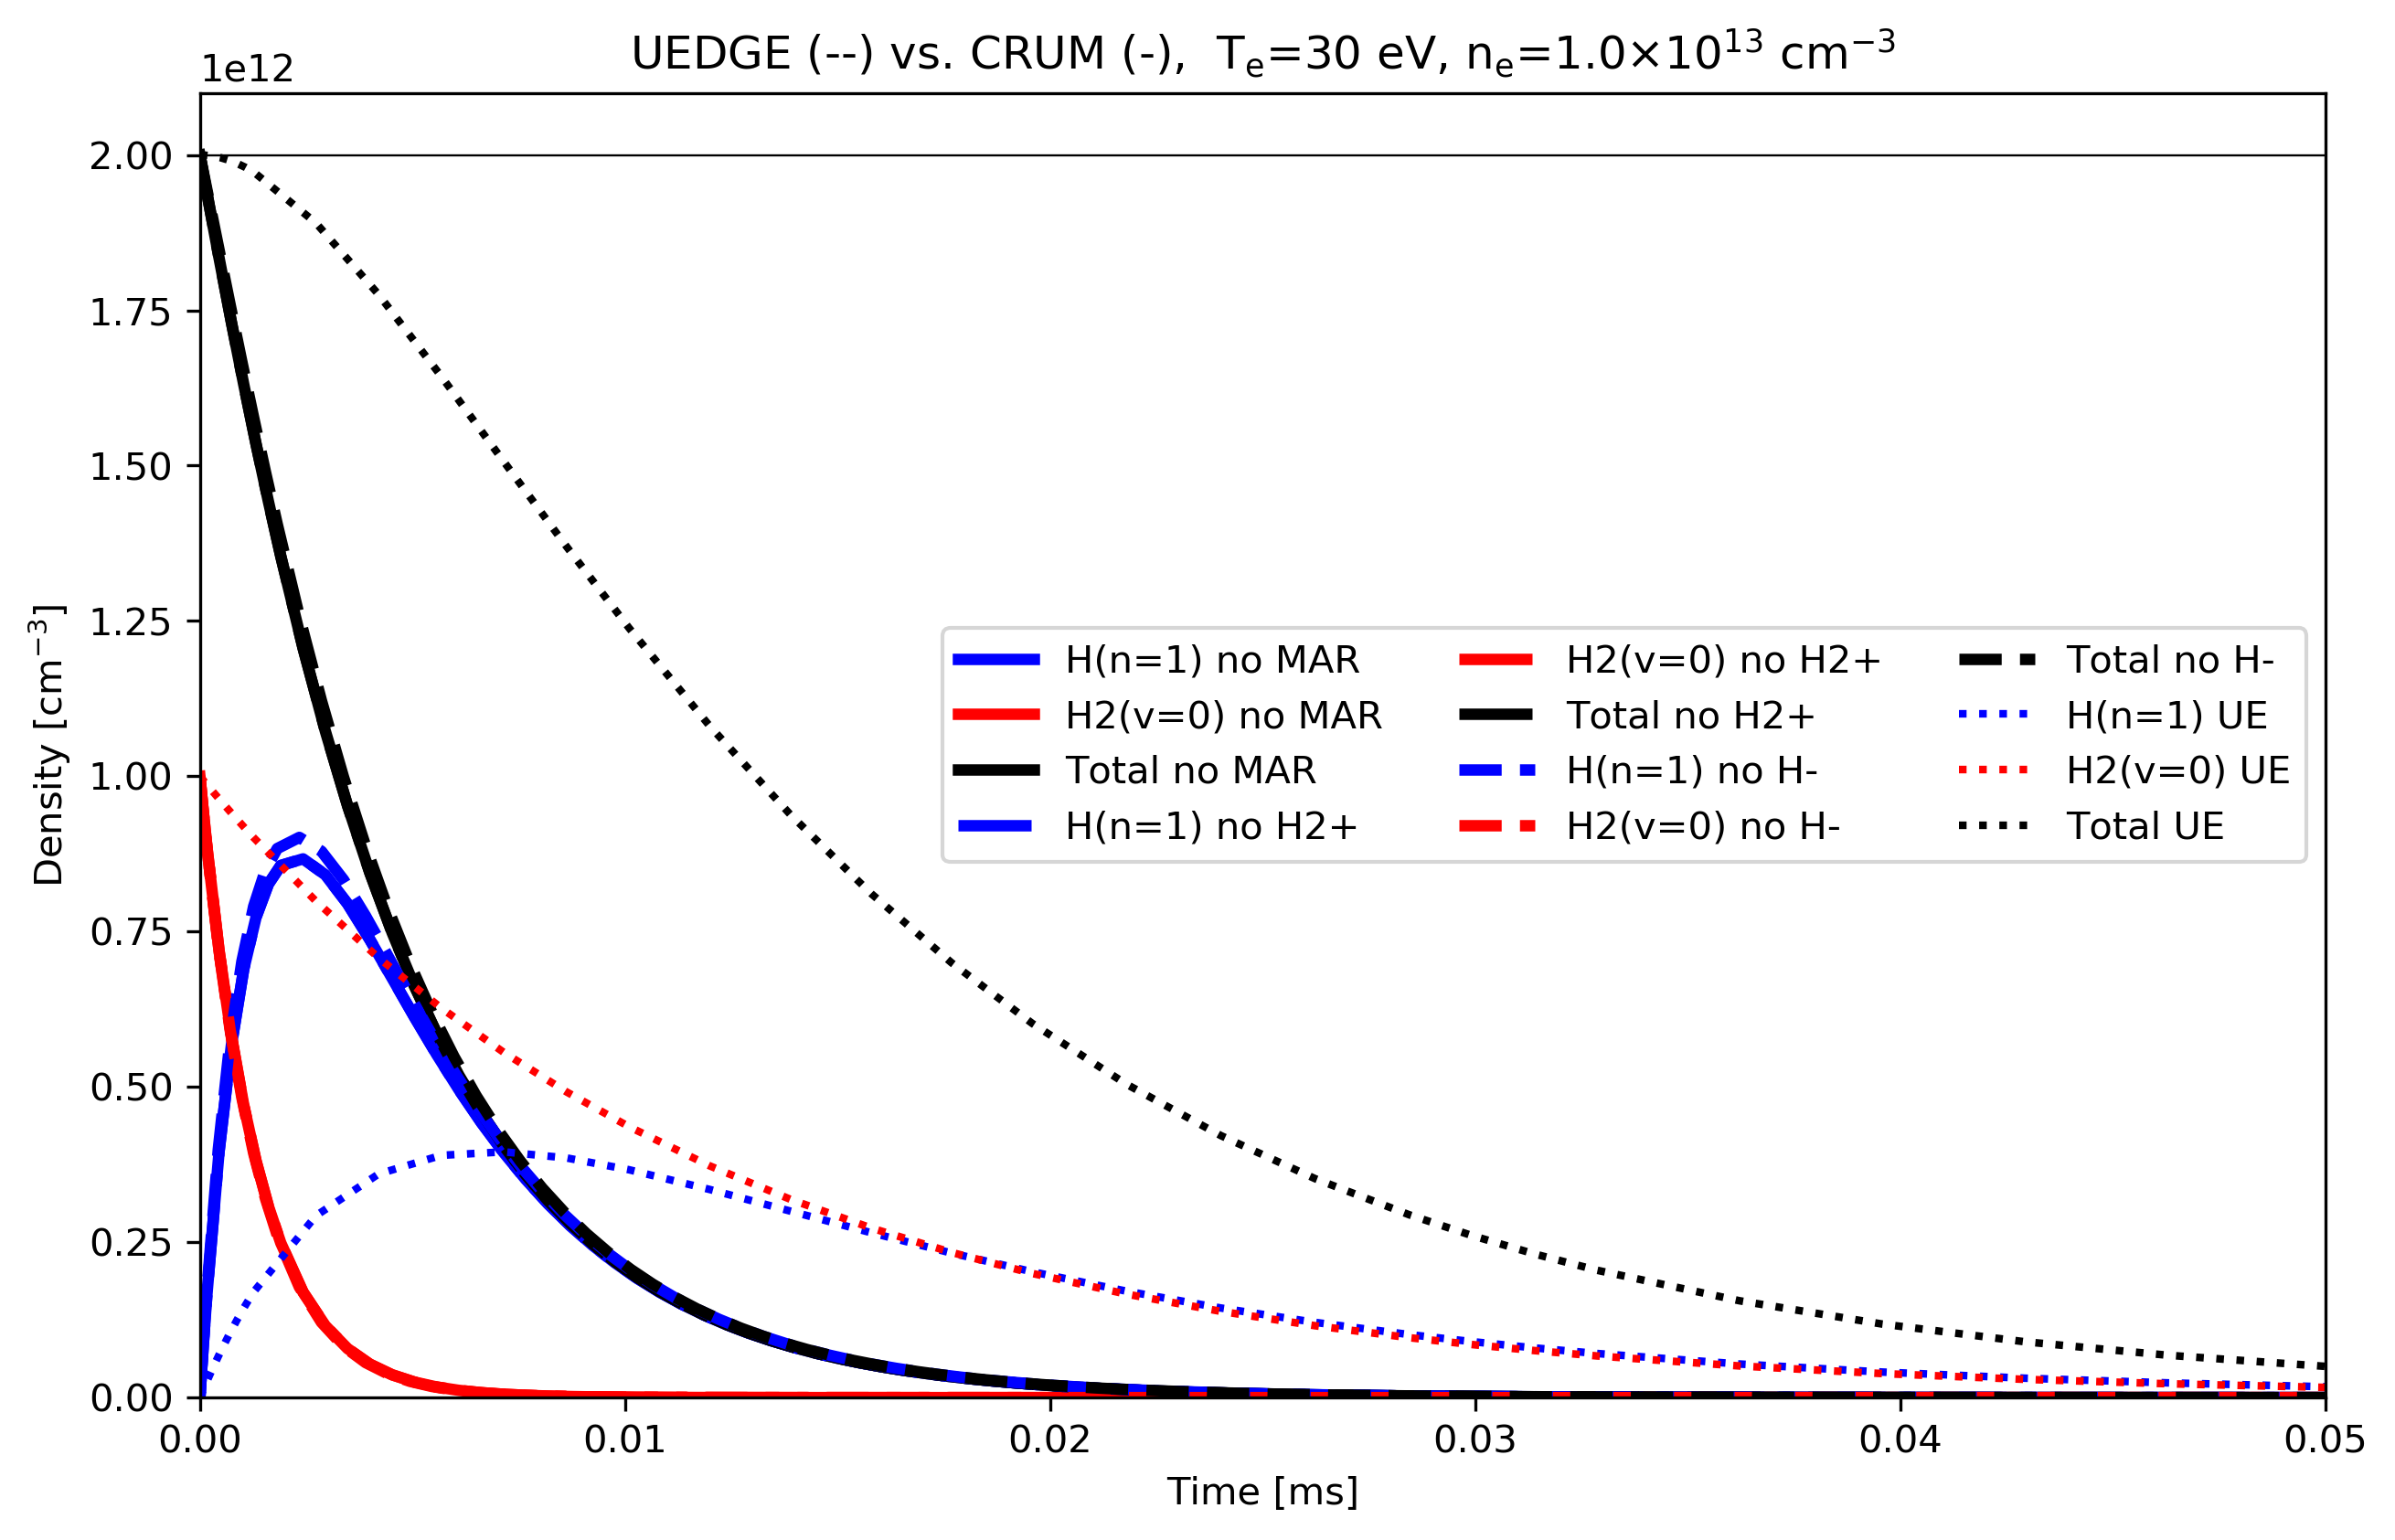 UEDGE (--) vs. CRUM (-),  Tₑ=30 eV, nₑ=1.0×10¹³ cm⁻³
1e12
2.00
1.75
1.50
1.25
1.00
0.75
0.50
0.25
0.00
Density [cm⁻³]
H(n=1) no MAR
H2(v=0) no MAR
Total no MAR
H(n=1) no H2+
H2(v=0) no H2+
Total no H2+
H(n=1) no H-
H2(v=0) no H-
Total no H-
H(n=1) UE
H2(v=0) UE
Total UE
0.00 0.01 0.02 0.03 0.04 0.05
Time [ms]